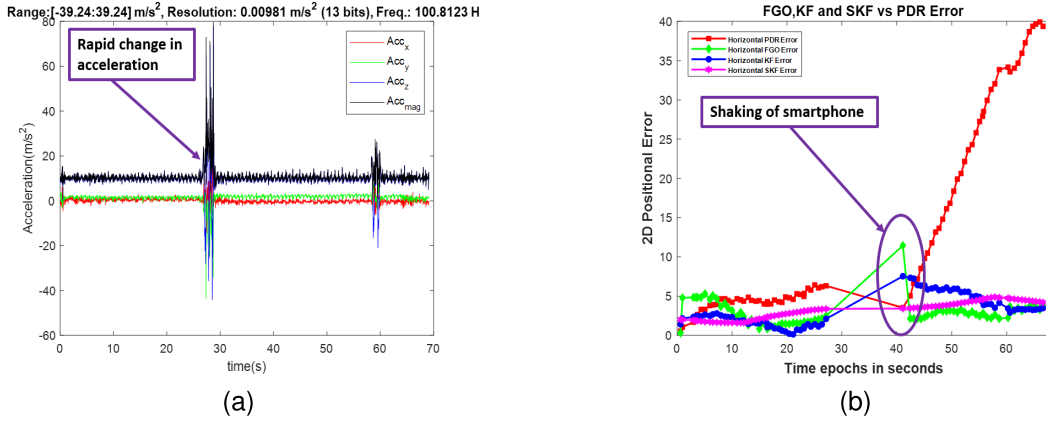 Range:[-39.24:39.24] m/s², Resolution: 0.00981 m/s² (13 bits), Freq.: 100.8123 H
80
60
40
20
0
-20
-40
-60
Acceleration(m/s²)
Rapid change in
acceleration
Acc_x
Acc_y
Acc_z
Acc_mag
0 10 20 30 40 50 60 70
time(s)
(a)
FGO,KF and SKF vs PDR Error
40
35
30
25
20
15
10
5
0
2D Positional Error
Horizontal PDR Error
Horizontal FGO Error
Horizontal KF Error
Horizontal SKF Error
Shaking of smartphone
0 10 20 30 40 50 60
Time epochs in seconds
(b)